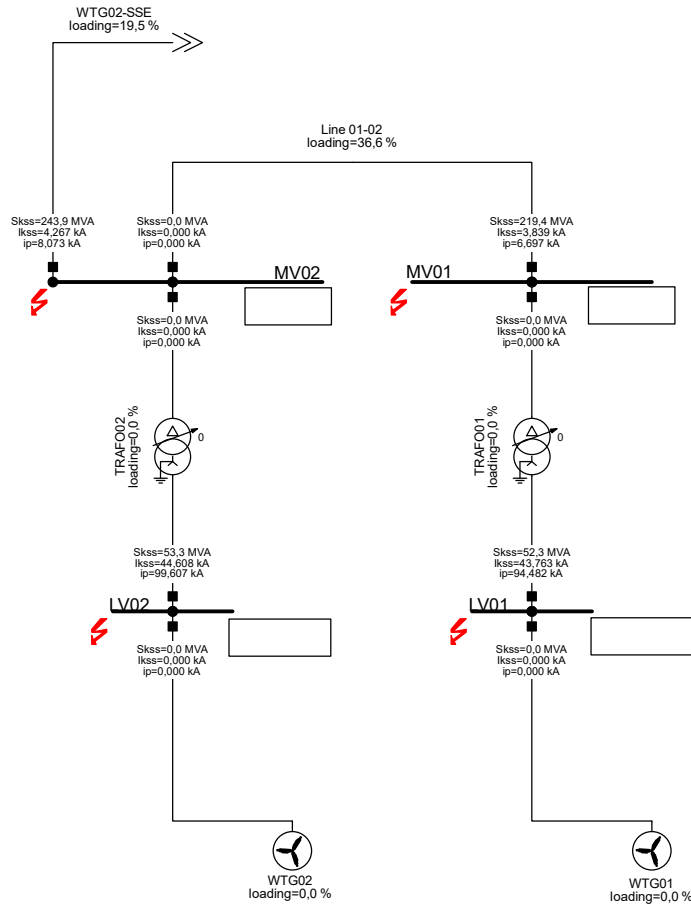 WTG02-SSE
loading=19,5 %
Line 01-02
loading=36,6 %
Skss=243,9 MVA
Ikss=4,267 kA
ip=8,073 kA
Skss=0,0 MVA
Ikss=0,000 kA
ip=0,000 kA
Skss=219,4 MVA
Ikss=3,839 kA
ip=6,697 kA
MV02
MV01
Skss=0,0 MVA
Ikss=0,000 kA
ip=0,000 kA
Skss=0,0 MVA
Ikss=0,000 kA
ip=0,000 kA
TRAFO02
loading=0,0 %
0
TRAFO01
loading=0,0 %
0
Skss=53,3 MVA
Ikss=44,608 kA
ip=99,607 kA
Skss=52,3 MVA
Ikss=43,763 kA
ip=94,482 kA
LV02
LV01
Skss=0,0 MVA
Ikss=0,000 kA
ip=0,000 kA
Skss=0,0 MVA
Ikss=0,000 kA
ip=0,000 kA
WTG02
loading=0,0 %
WTG01
loading=0,0 %